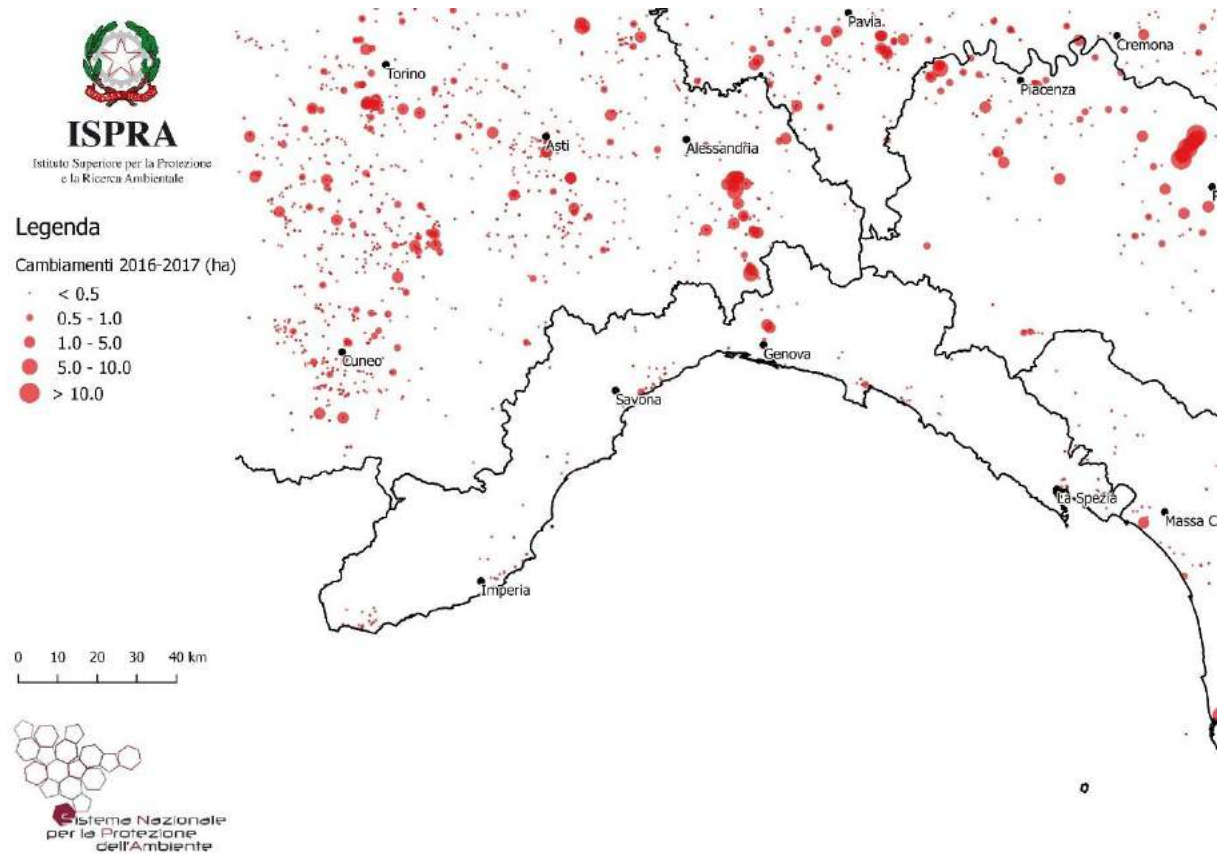 ISPRA
Istituto Superiore per la Protezione
e la Ricerca Ambientale
Legenda
Cambiamenti 2016-2017 (ha)
< 0.5
0.5 - 1.0
1.0 - 5.0
5.0 - 10.0
> 10.0
0 10 20 30 40 km
Sistema Nazionale
per la Protezione
dell'Ambiente
Pavia
Cremona
Torino
Piacenza
Asti
Alessandria
Cuneo
Genova
Savona
La Spezia
Massa C
Imperia